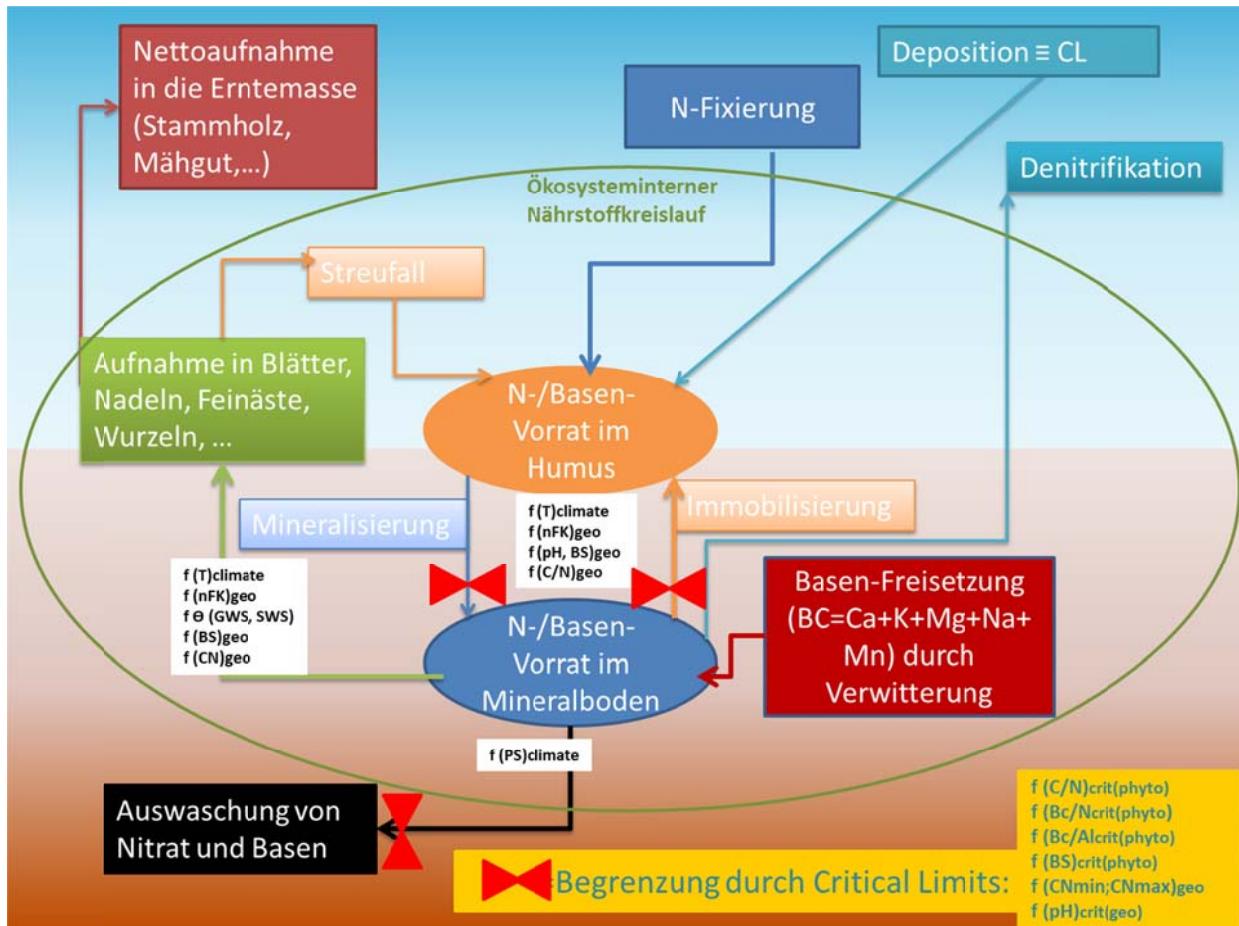 Nettoaufnahme
in die Erntemasse
(Stammholz,
Mähgut,...)
N-Fixierung
Deposition ≡ CL
Denitrifikation
Ökosysteminterner
Nährstoffkreislauf
Streufall
Aufnahme in Blätter,
Nadeln, Feinäste,
Wurzeln, ...
N-/Basen-
Vorrat im
Humus
Mineralisierung
f (T)climate
f (nFK)geo
f (pH, BS)geo
f (C/N)geo
Immobilisierung
f (T)climate
f (nFK)geo
f Θ (GWS, SWS)
f (BS)geo
f (CN)geo
N-/Basen-
Vorrat im
Mineralboden
Basen-Freisetzung
(BC=Ca+K+Mg+Na+
Mn) durch
Verwitterung
f (PS)climate
Auswaschung von
Nitrat und Basen
=Begrenzung durch Critical Limits:
f (C/N)crit(phyto)
f (Bc/Ncrit(phyto)
f (Bc/Alcrit(phyto)
f (BS)crit(phyto)
f (CNmin;CNmax)geo
f (pH)crit(geo)